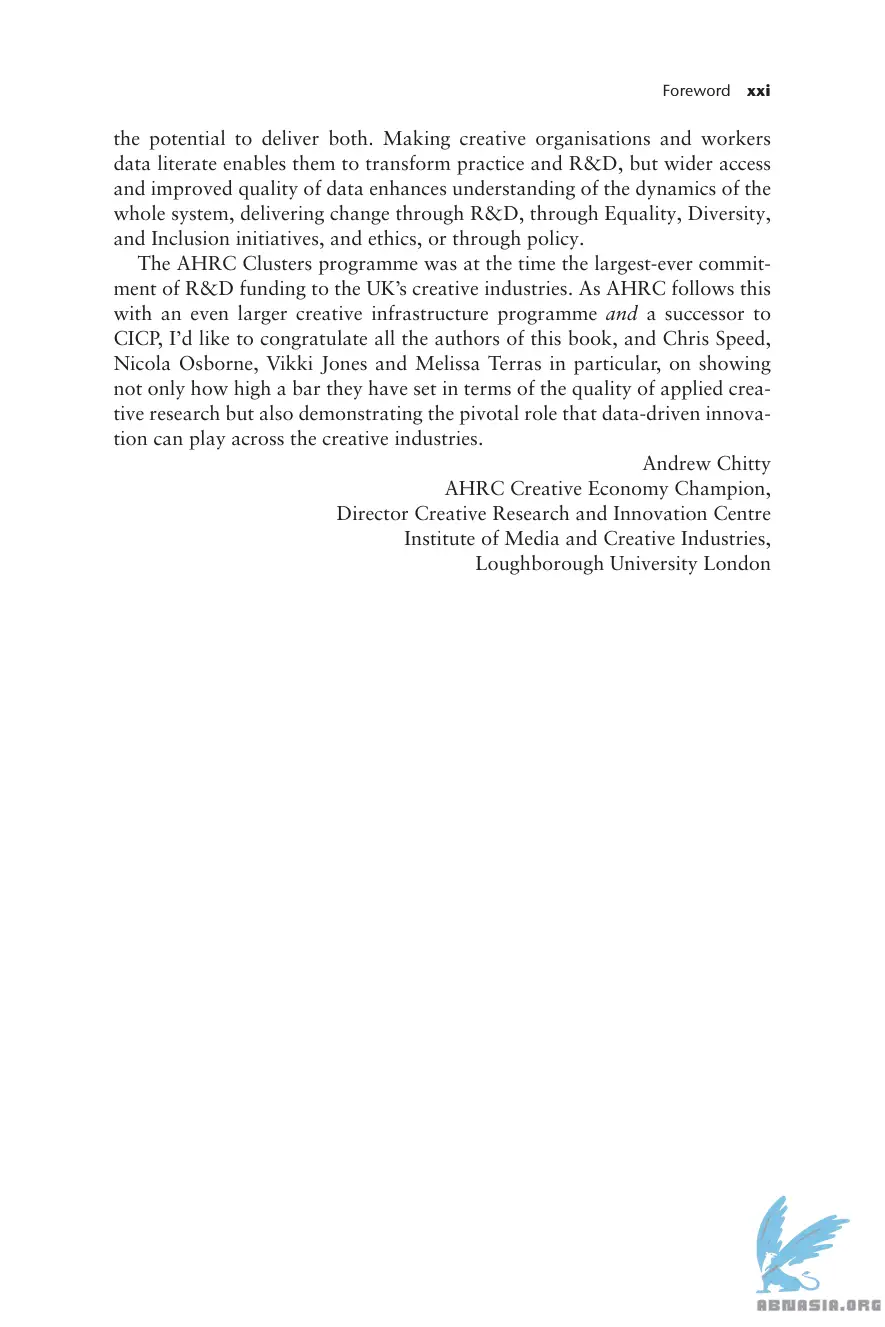 Foreword xxi
the potential to deliver both. Making creative organisations and workers
data literate enables them to transform practice and R&D, but wider access
and improved quality of data enhances understanding of the dynamics of the
whole system, delivering change through R&D, through Equality, Diversity,
and Inclusion initiatives, and ethics, or through policy.
The AHRC Clusters programme was at the time the largest-ever commit-
ment of R&D funding to the UK’s creative industries. As AHRC follows this
with an even larger creative infrastructure programme and a successor to
CICP, I’d like to congratulate all the authors of this book, and Chris Speed,
Nicola Osborne, Vikki Jones and Melissa Terras in particular, on showing
not only how high a bar they have set in terms of the quality of applied crea-
tive research but also demonstrating the pivotal role that data-driven innova-
tion can play across the creative industries.
Andrew Chitty
AHRC Creative Economy Champion,
Director Creative Research and Innovation Centre
Institute of Media and Creative Industries,
Loughborough University London
ABNASIA.ORG